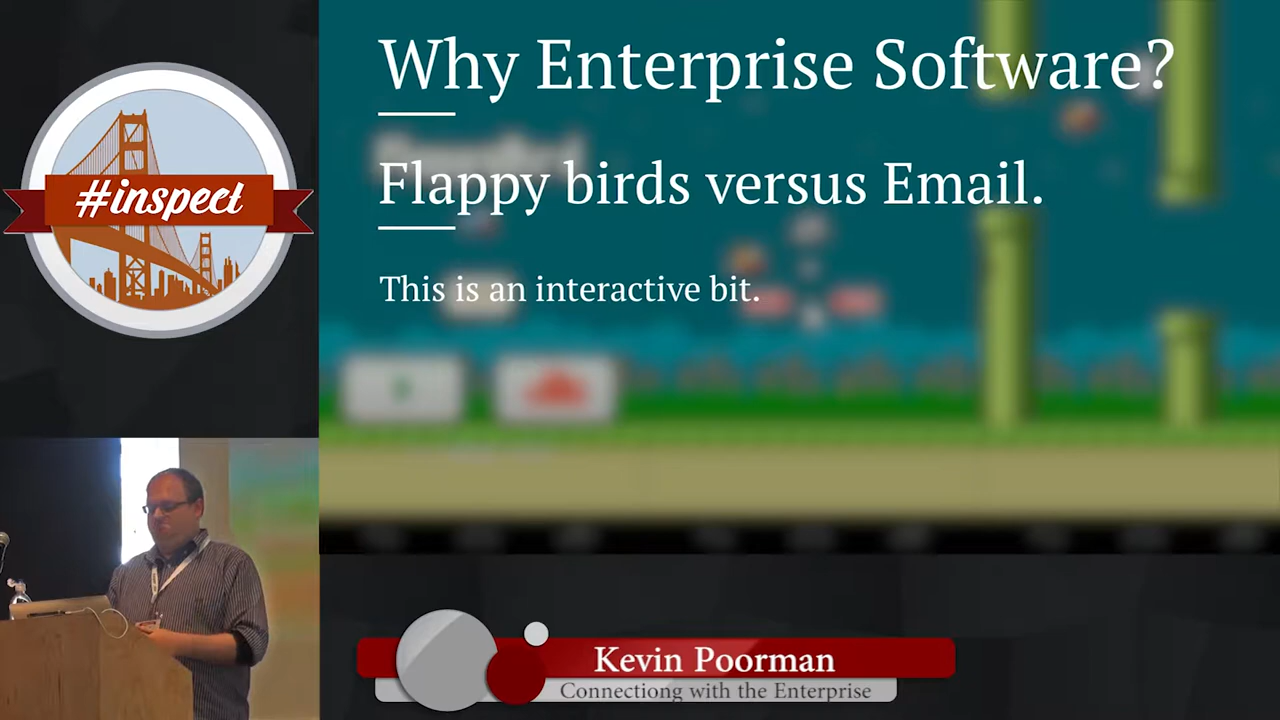 #inspect
Why Enterprise Software?
Flappy birds versus Email.
This is an interactive bit.
Kevin Poorman
Connectiong with the Enterprise